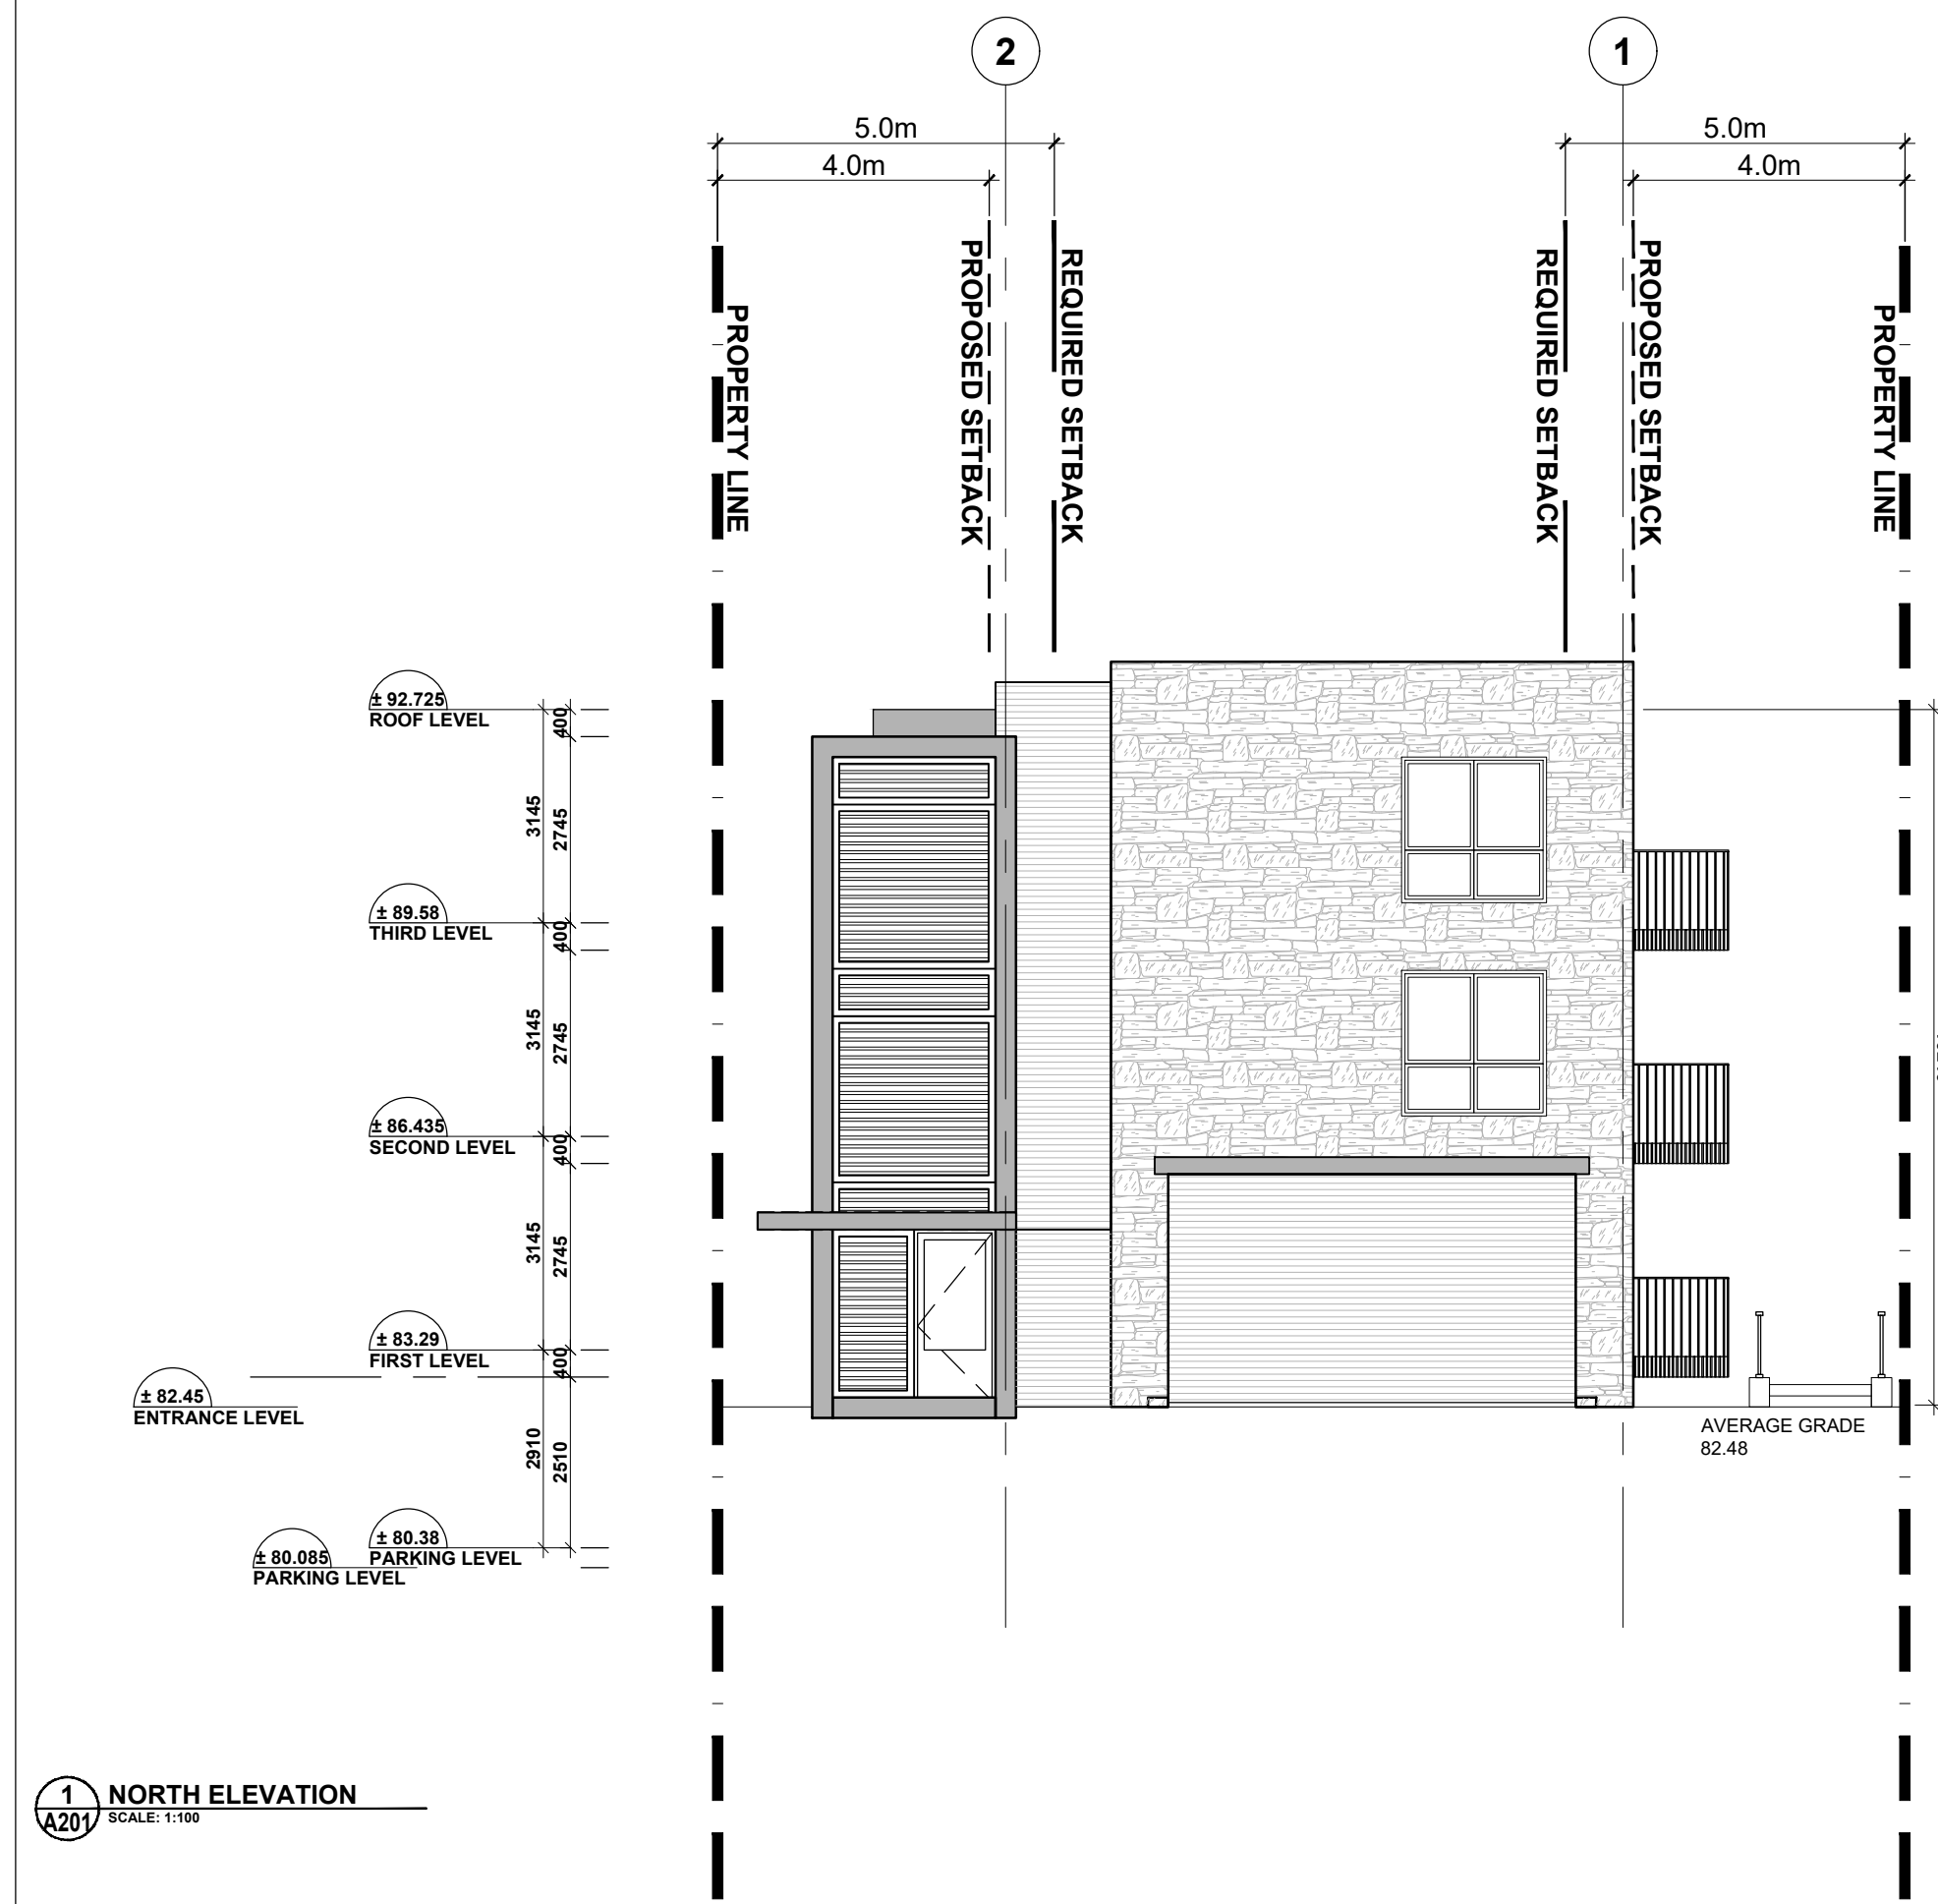 2
1
5.0m
5.0m
4.0m
4.0m
PROPERTY LINE
PROPOSED SETBACK
REQUIRED SETBACK
REQUIRED SETBACK
PROPOSED SETBACK
PROPERTY LINE
± 92.725
ROOF LEVEL
400
3145
2745
± 89.58
THIRD LEVEL
400
3145
2745
± 86.435
SECOND LEVEL
400
3145
2745
± 83.29
FIRST LEVEL
400
± 82.45
ENTRANCE LEVEL
AVERAGE GRADE
82.48
2910
2510
± 80.38
PARKING LEVEL
± 80.085
PARKING LEVEL
1
A201
NORTH ELEVATION
SCALE: 1:100